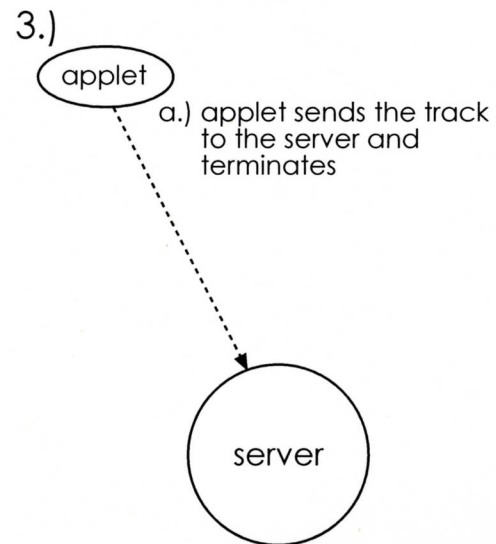 3.)
applet
a.) applet sends the track
to the server and
terminates
server